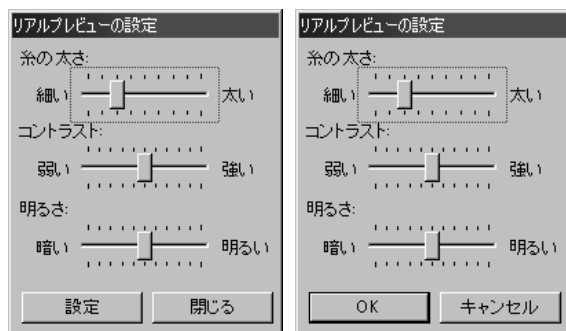 リアルプレビューの設定
糸の太さ:
細い 太い
コントラスト:
弱い 強い
明るさ:
暗い 明るい
設定 閉じる
リアルプレビューの設定
糸の太さ:
細い 太い
コントラスト:
弱い 強い
明るさ:
暗い 明るい
OK キャンセル